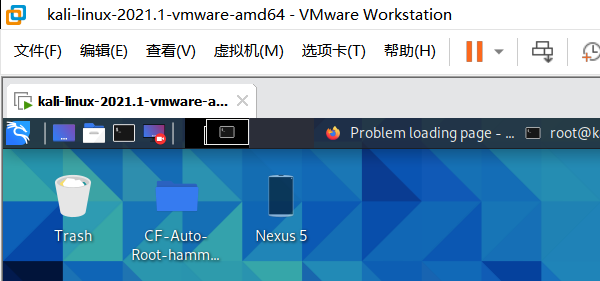 kali-linux-2021.1-vmware-amd64 - VMware Workstation
文件(F) 编辑(E) 查看(V) 虚拟机(M) 选项卡(T) 帮助(H)
kali-linux-2021.1-vmware-a...
Problem loading page - ... root@k
Trash
CF-Auto-
Root-hamm...
Nexus 5